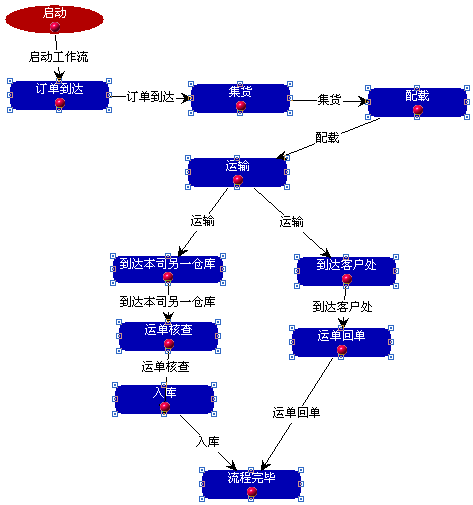 启动
启动工作流
订单到达
订单到达
集货
集货
配载
配载
运输
运输
运输
到达本司另一仓库
到达客户处
到达本司另一仓库
到达客户处
运单核查
运单回单
运单核查
入库
运单回单
入库
流程完毕